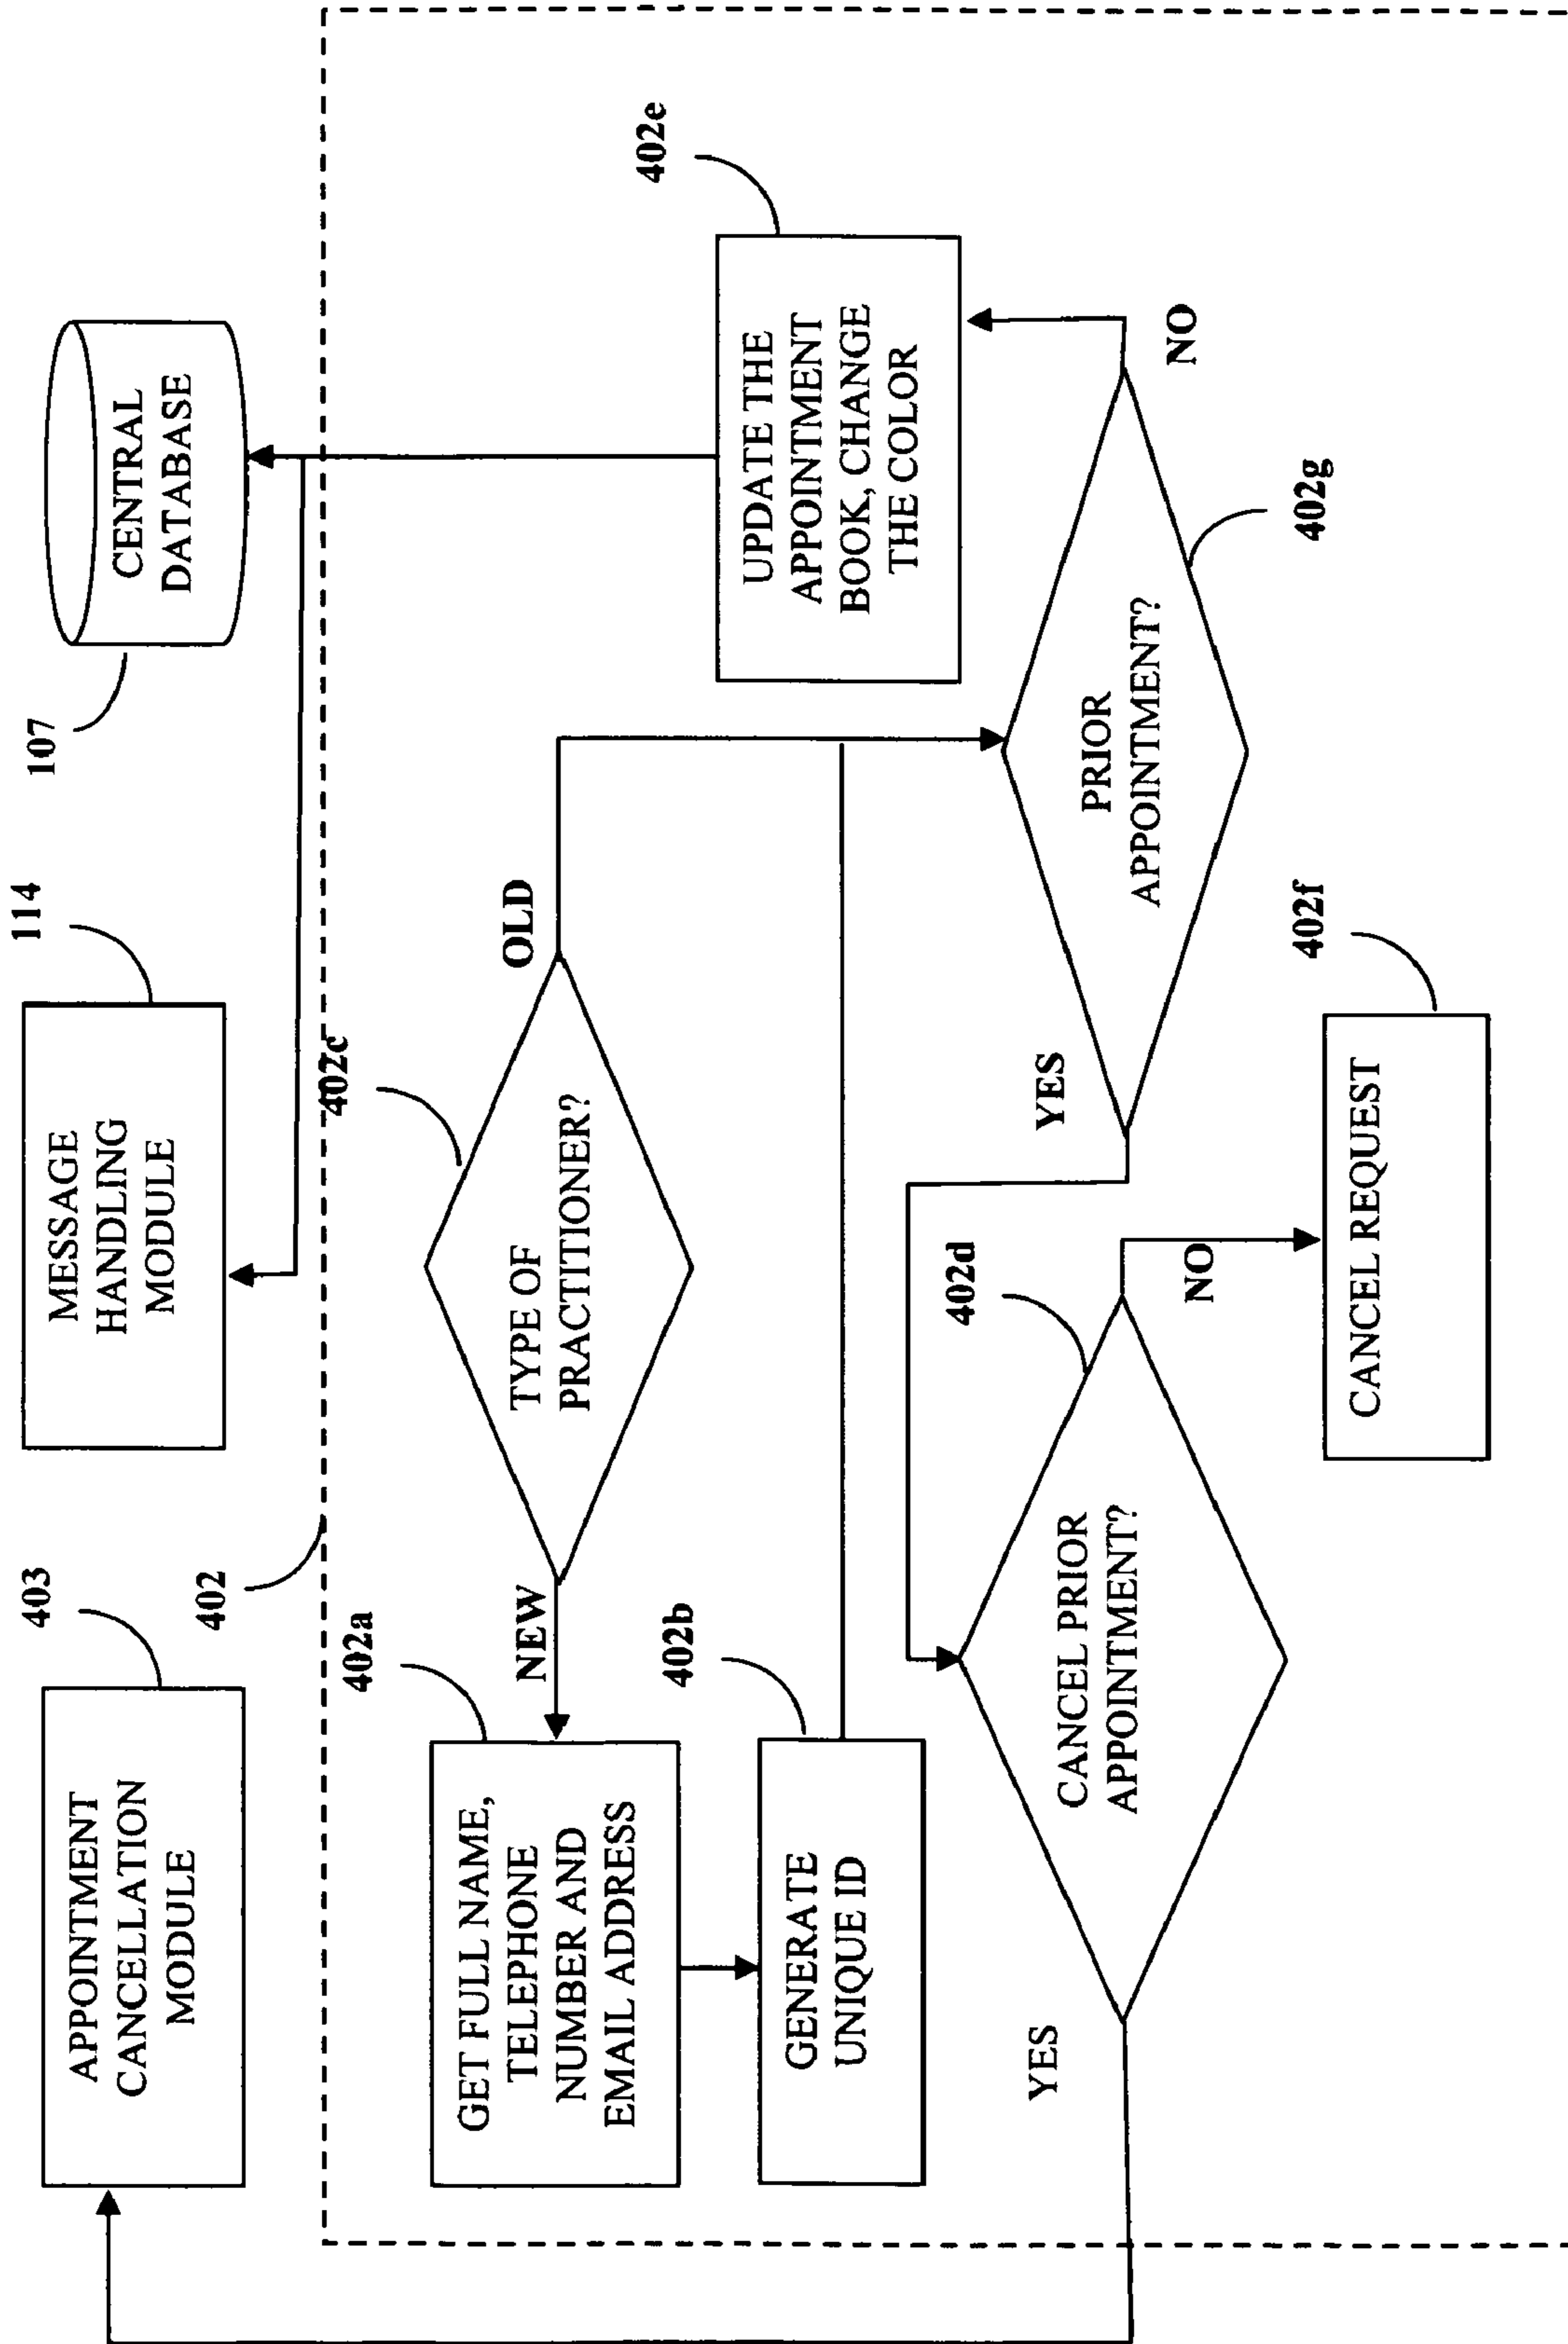 403
APPOINTMENT
CANCELLATION
MODULE
114
MESSAGE
HANDLING
MODULE
107
CENTRAL
DATABASE
402
402c
TYPE OF
PRACTITIONER?
NEW
OLD
402a
GET FULL NAME,
TELEPHONE
NUMBER AND
EMAIL ADDRESS
402b
GENERATE
UNIQUE ID
402e
UPDATE THE
APPOINTMENT
BOOK, CHANGE
THE COLOR
402d
CANCEL PRIOR
APPOINTMENT?
YES
NO
402g
PRIOR
APPOINTMENT?
YES
NO
402f
CANCEL REQUEST